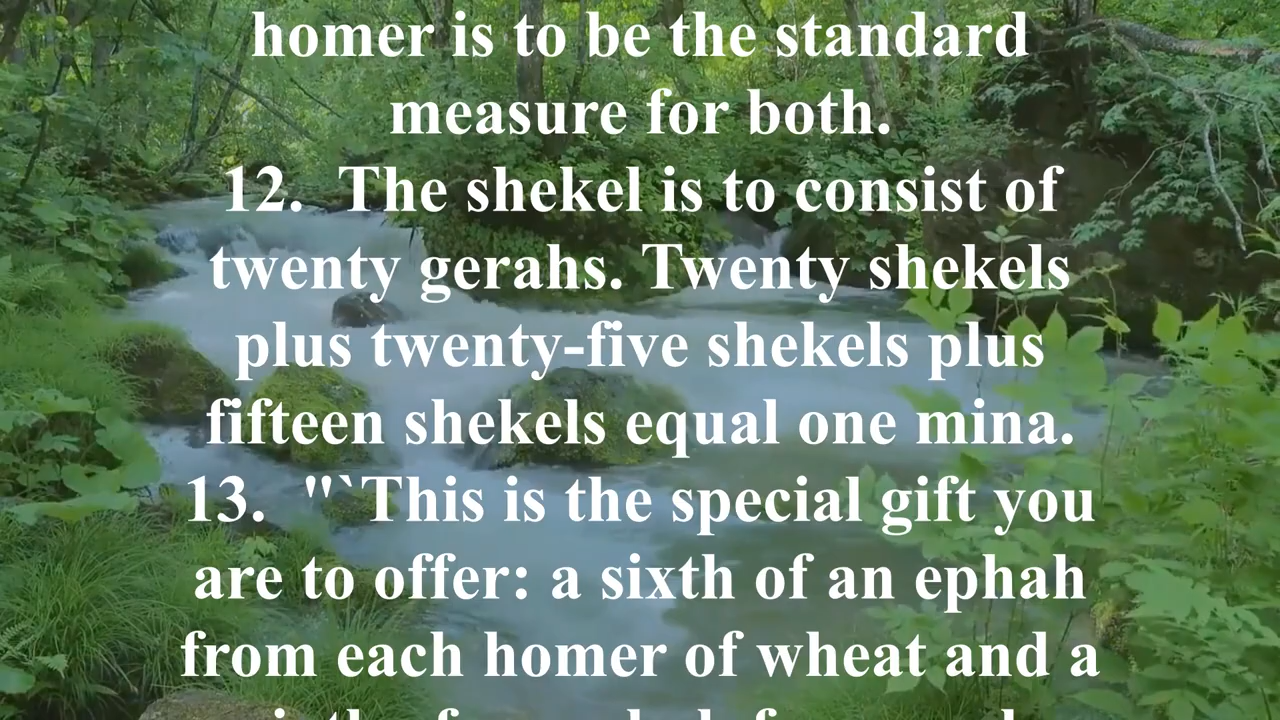 homer is to be the standard
measure for both.
12. The shekel is to consist of
twenty gerahs. Twenty shekels
plus twenty-five shekels plus
fifteen shekels equal one mina.
13. "`This is the special gift you
are to offer: a sixth of an ephah
from each homer of wheat and a